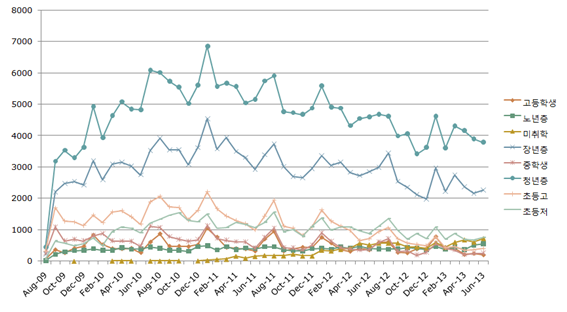 8000
7000
6000
5000
4000
3000
2000
1000
0
Aug-09
Oct-09
Dec-09
Feb-10
Apr-10
Jun-10
Aug-10
Oct-10
Dec-10
Feb-11
Apr-11
Jun-11
Aug-11
Oct-11
Dec-11
Feb-12
Apr-12
Jun-12
Aug-12
Oct-12
Dec-12
Feb-13
Apr-13
Jun-13
고등학생
노년층
미취학
장년층
중학생
청년층
초등고
초등저